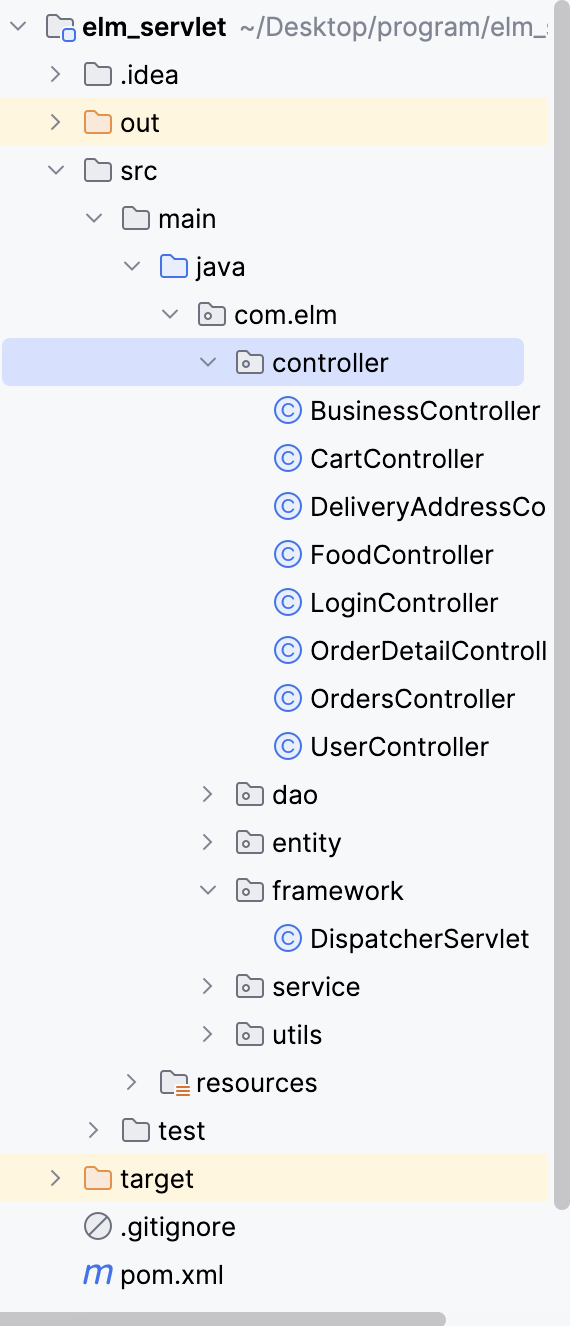 elm_servlet ~/Desktop/program/elm_
.idea
out
src
main
java
com.elm
controller
BusinessController
CartController
DeliveryAddressCo
FoodController
LoginController
OrderDetailControll
OrdersController
UserController
dao
entity
framework
DispatcherServlet
service
utils
resources
test
target
.gitignore
m pom.xml